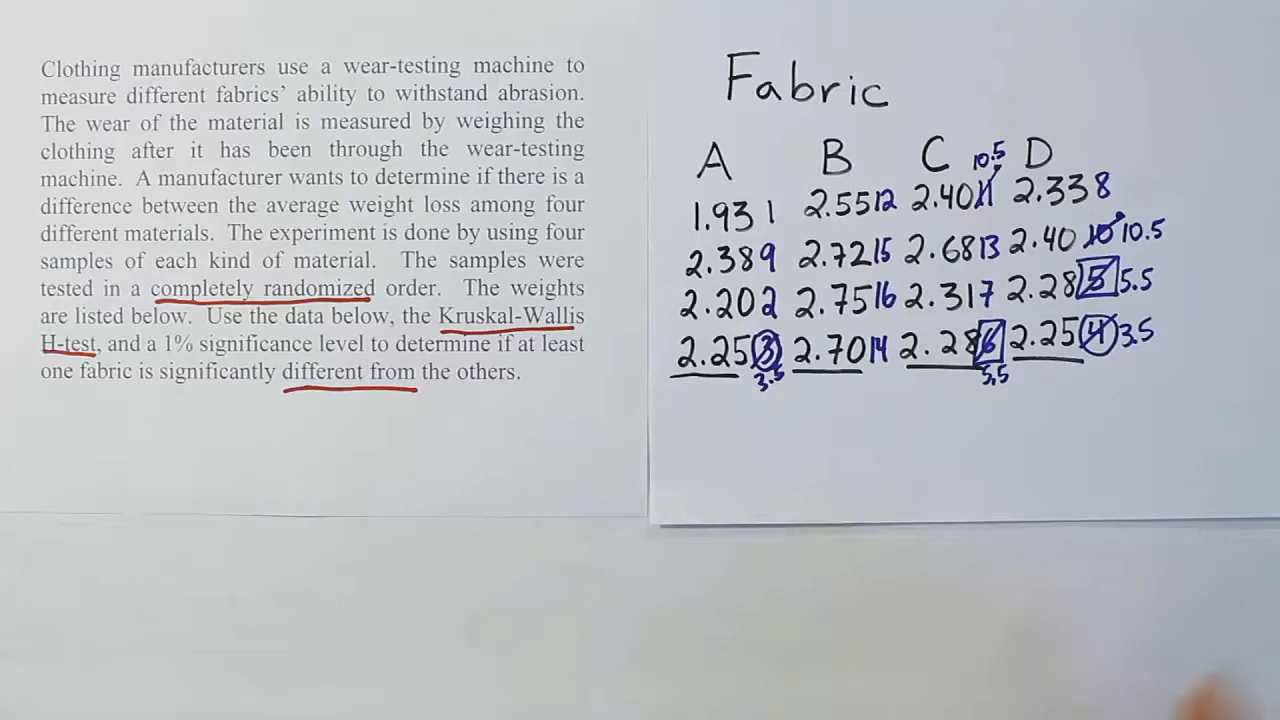 Clothing manufacturers use a wear-testing machine to
measure different fabrics’ ability to withstand abrasion.
The wear of the material is measured by weighing the
clothing after it has been through the wear-testing
machine. A manufacturer wants to determine if there is a
difference between the average weight loss among four
different materials. The experiment is done by using four
samples of each kind of material. The samples were
tested in a completely randomized order. The weights
are listed below. Use the data below, the Kruskal-Wallis
H-test, and a 1% significance level to determine if at least
one fabric is significantly different from the others.
Fabric
A B C 10.5 D
1.93 1 2.55 12 2.40 11 2.33 8
2.38 9 2.72 15 2.68 13 2.40 10 10.5
2.20 2 2.75 16 2.31 7 2.28 5 5.5
2.25 3 2.70 14 2.28 6 2.25 4 3.5
3.5 5.5